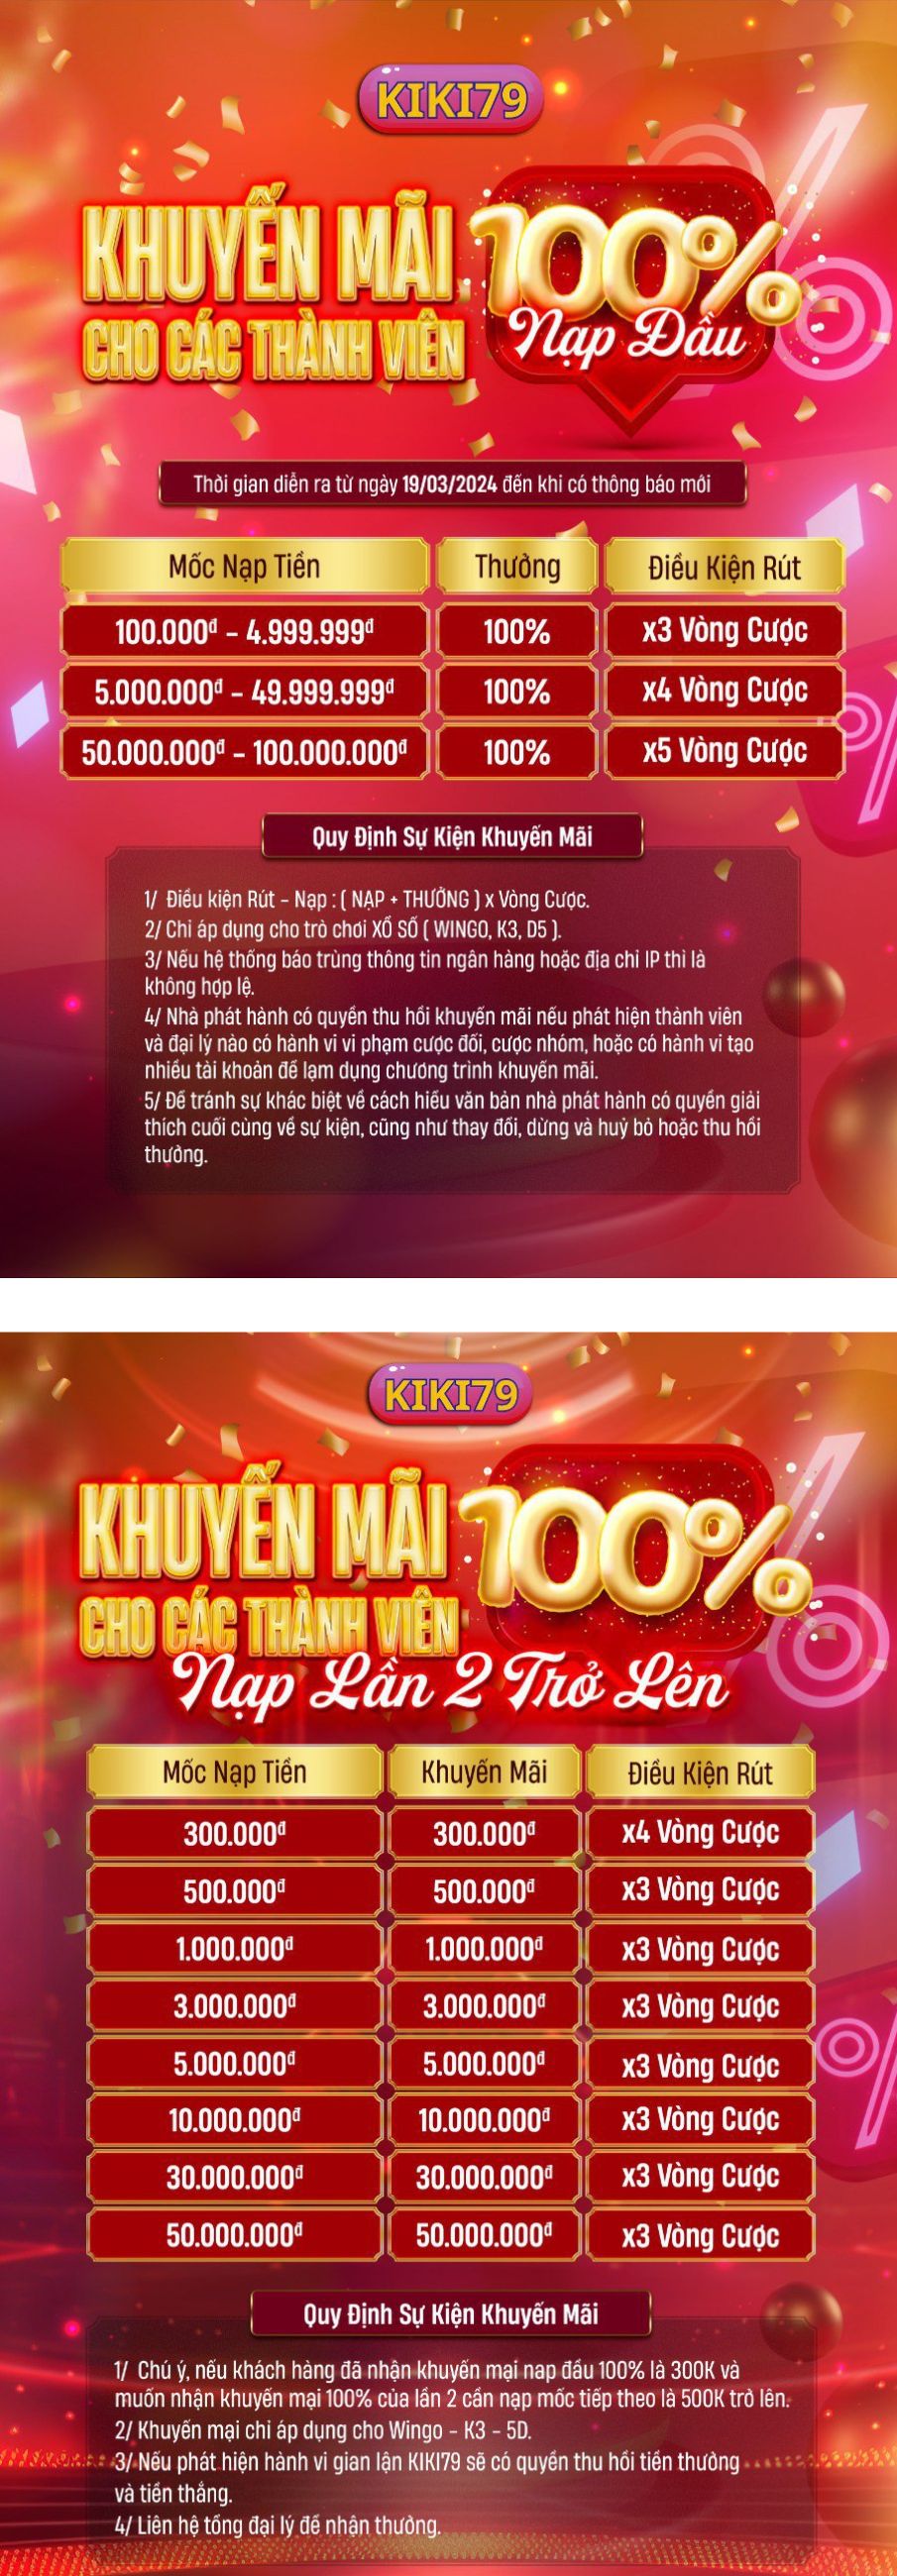 KIKI79
KHUYẾN MÃI
CHO CÁC THÀNH VIÊN
100%
Nạp Đầu
Thời gian diễn ra từ ngày 19/03/2024 đến khi có thông báo mới
Mốc Nạp Tiền Thưởng Điều Kiện Rút
100.000đ - 4.999.999đ 100% x3 Vòng Cược
5.000.000đ - 49.999.999đ 100% x4 Vòng Cược
50.000.000đ - 100.000.000đ 100% x5 Vòng Cược
Quy Định Sự Kiện Khuyến Mãi
1/ Điều kiện Rút - Nạp : ( NẠP + THƯỞNG ) x Vòng Cược.
2/ Chỉ áp dụng cho trò chơi XỔ SỐ ( WINGO, K3, D5 ).
3/ Nếu hệ thống báo trùng thông tin ngân hàng hoặc địa chỉ IP thì là
không hợp lệ.
4/ Nhà phát hành có quyền thu hồi khuyến mãi nếu phát hiện thành viên
và đại lý nào có hành vi vi phạm cược đối, cược nhóm, hoặc có hành vi tạo
nhiều tài khoản để lạm dụng chương trình khuyến mãi.
5/ Để tránh sự khác biệt về cách hiểu văn bản nhà phát hành có quyền giải
thích cuối cùng về sự kiện, cũng như thay đổi, dừng và huỷ bỏ hoặc thu hồi
thưởng.
KIKI79
KHUYẾN MÃI
CHO CÁC THÀNH VIÊN
100%
Nạp Lần 2 Trở Lên
Mốc Nạp Tiền Khuyến Mãi Điều Kiện Rút
300.000đ 300.000đ x4 Vòng Cược
500.000đ 500.000đ x3 Vòng Cược
1.000.000đ 1.000.000đ x3 Vòng Cược
3.000.000đ 3.000.000đ x3 Vòng Cược
5.000.000đ 5.000.000đ x3 Vòng Cược
10.000.000đ 10.000.000đ x3 Vòng Cược
30.000.000đ 30.000.000đ x3 Vòng Cược
50.000.000đ 50.000.000đ x3 Vòng Cược
Quy Định Sự Kiện Khuyến Mãi
1/ Chú ý, nếu khách hàng đã nhận khuyến mại nap đầu 100% là 300K và
muốn nhận khuyến mại 100% của lần 2 cần nạp mốc tiếp theo là 500K trở lên.
2/ Khuyến mại chỉ áp dụng cho Wingo - K3 - 5D.
3/ Nếu phát hiện hành vi gian lận KIKI79 sẽ có quyền thu hồi tiền thưởng
và tiền thắng.
4/ Liên hệ tổng đại lý để nhận thưởng.